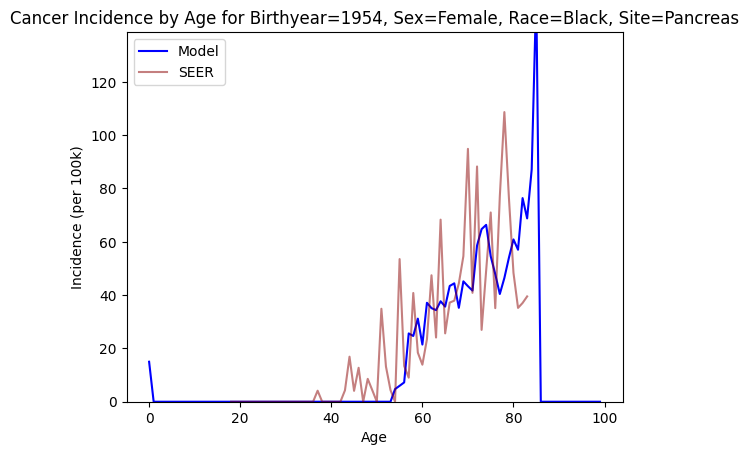 Cancer Incidence by Age for Birthyear=1954, Sex=Female, Race=Black, Site=Pancreas
Model
SEER
Incidence (per 100k)
120
100
80
60
40
20
0
0 20 40 60 80 100
Age